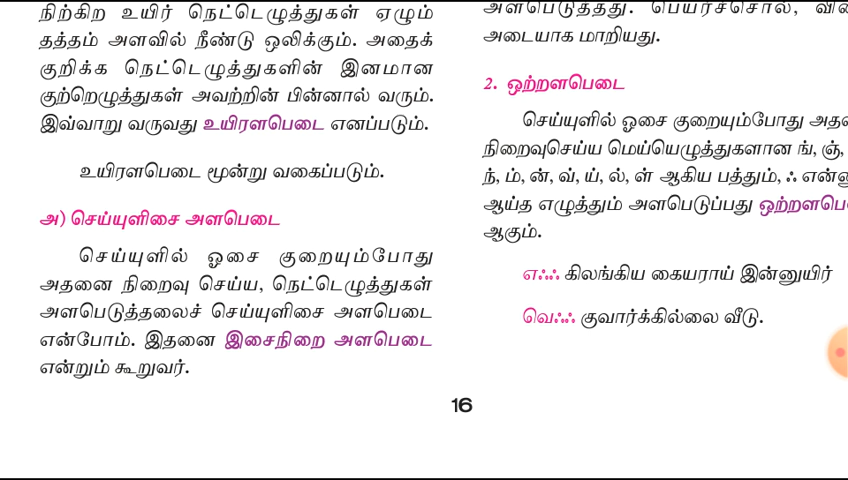 நிற்கிற உயிர் நெட்டெழுத்துகள் ஏழும்
தத்தம் அளவில் நீண்டு ஒலிக்கும். அதைக்
குறிக்க நெட்டெழுத்துகளின் இனமான
குற்றெழுத்துகள் அவற்றின் பின்னால் வரும்.
இவ்வாறு வருவது உயிரளபெடை எனப்படும்.
உயிரளபெடை மூன்று வகைப்படும்.
அ) செய்யுளிசை அளபெடை
செய்யுளில் ஓசை குறையும்போது
அதனை நிறைவு செய்ய, நெட்டெழுத்துகள்
அளபெடுத்தலைச் செய்யுளிசை அளபெடை
என்போம். இதனை இசைநிறை அளபெடை
என்றும் கூறுவர்.
அளபெடுத்தது. பெயர்ச்சொல்,
அடையாக மாறியது.
2. ஒற்றளபெடை
செய்யுளில் ஓசை குறையும்போது
நிறைவுசெய்ய மெய்யெழுத்துகளான ங், ஞ்,
ந், ம், ன், வ், ய், ல், ள் ஆகிய பத்தும், ஃ
ஆய்த எழுத்தும் அளபெடுப்பது
ஆகும்.
எஃஃ கிலங்கிய கையராய் இன்னுயிர்
வெஃஃ குவார்க்கில்லை வீடு.
16